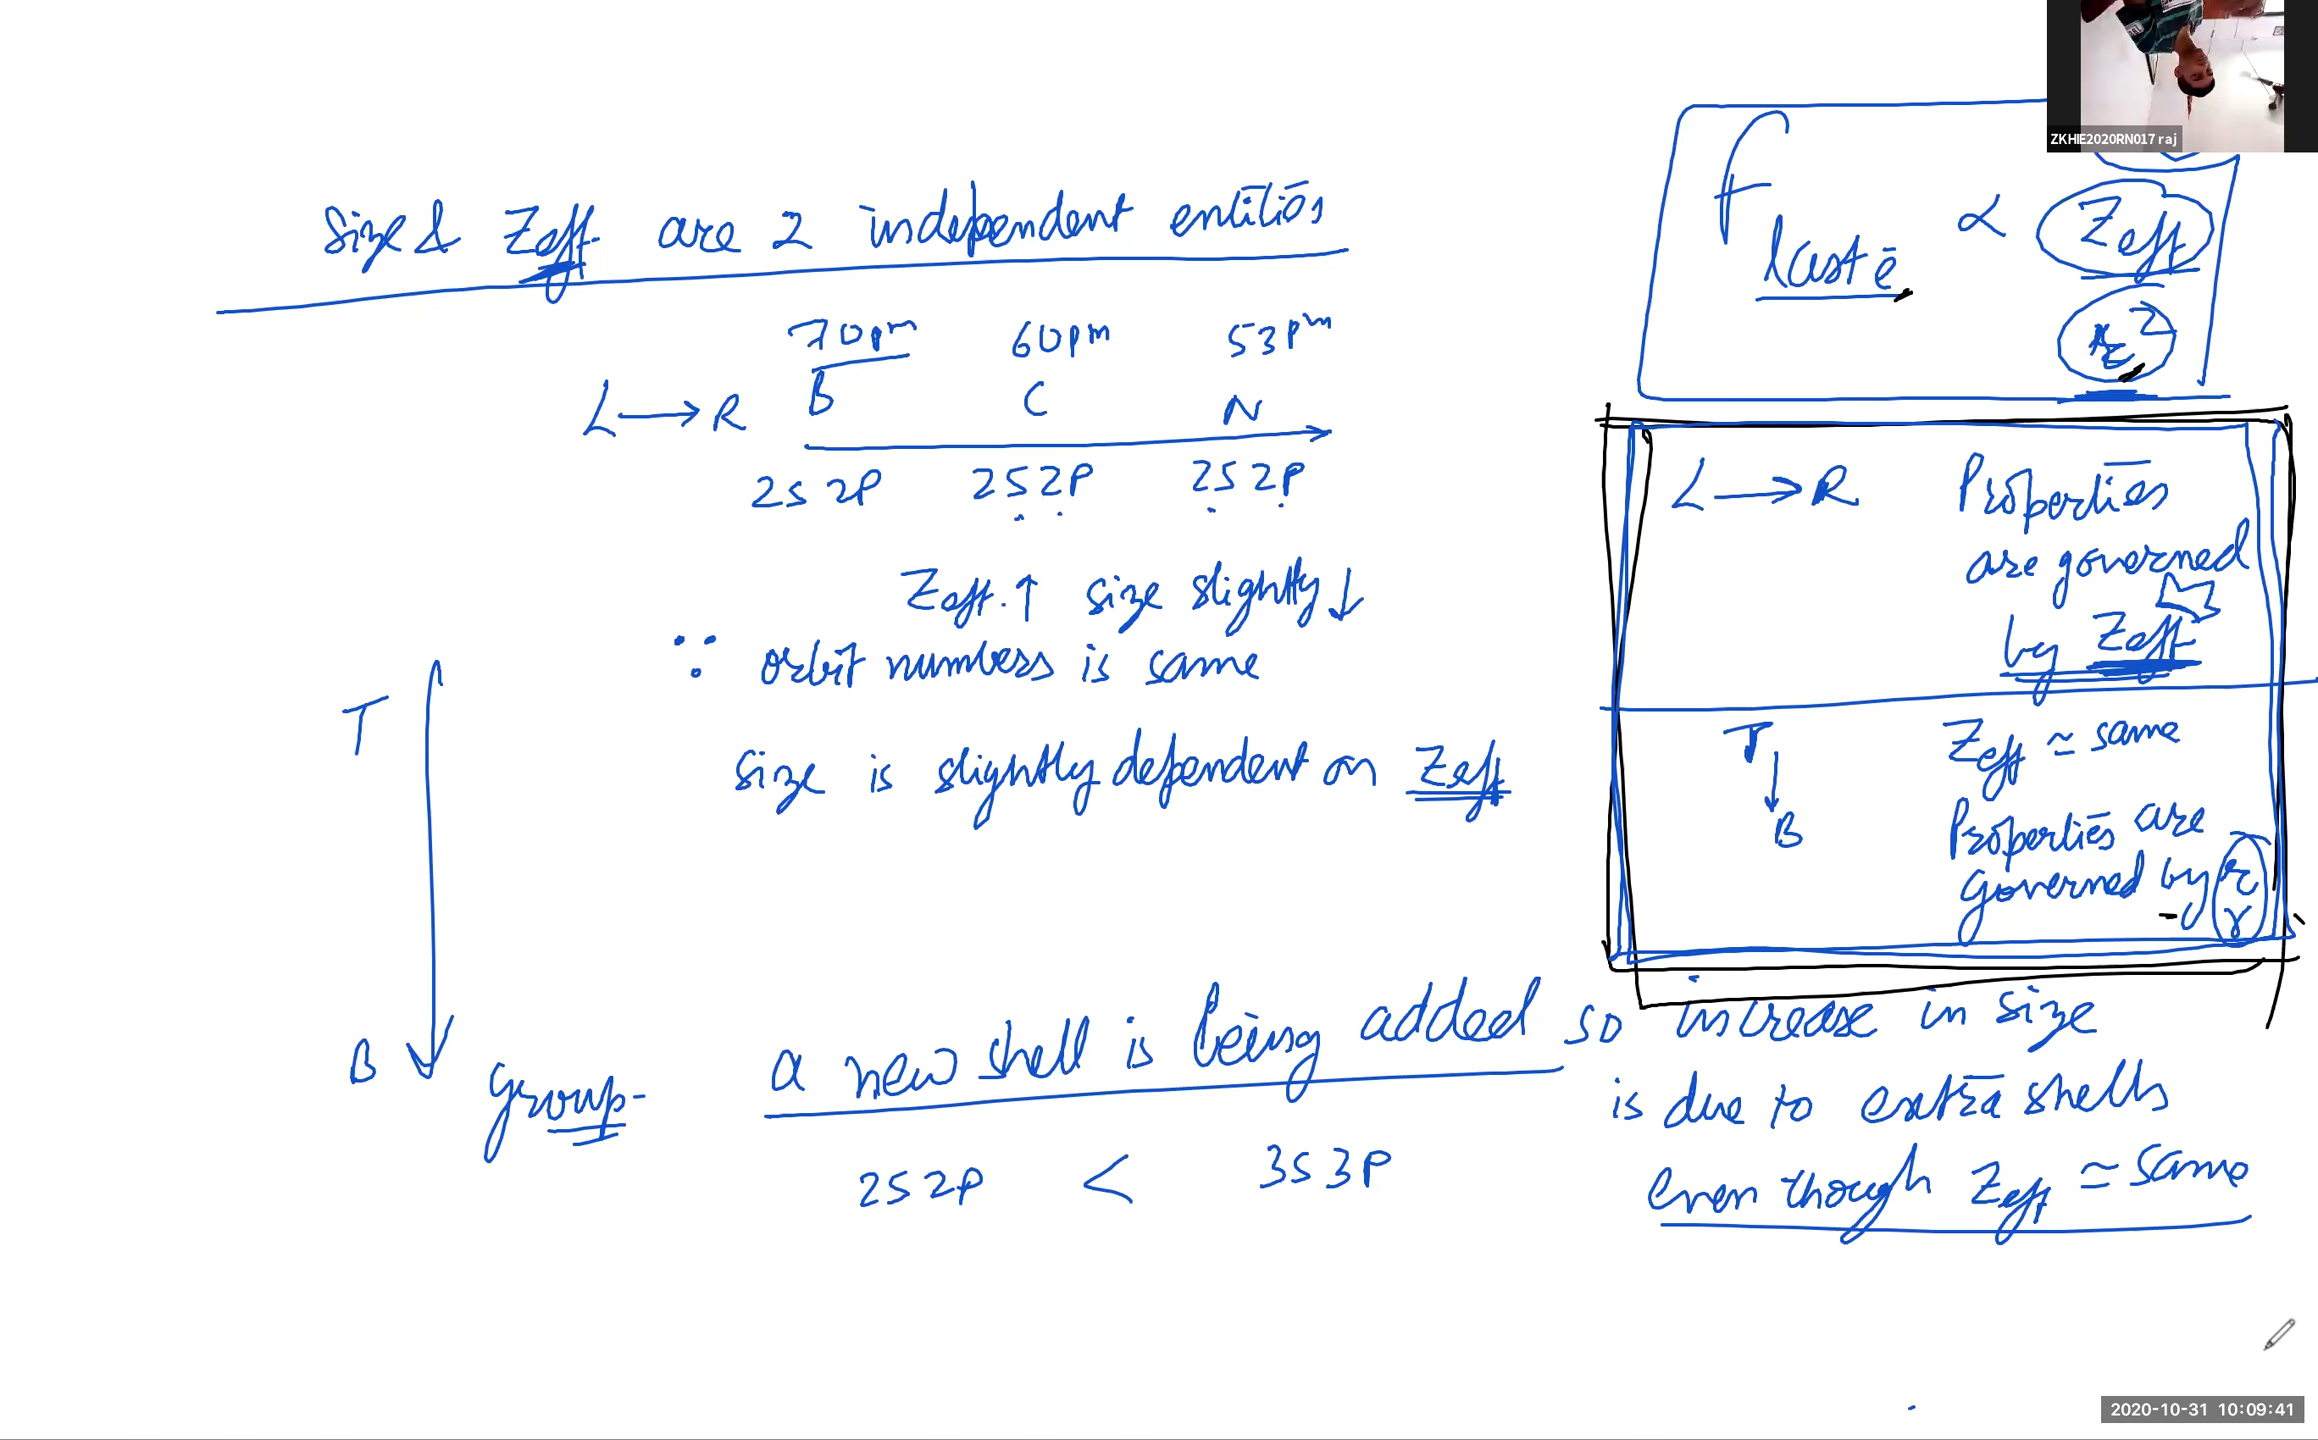 ZKHIE2020RN017 raj
Size & Zeff. are 2 independent entities
70pm 60pm 53pm
L → R B C N
2s 2p 2s 2p 2s 2p
Zeff. ↑ size slightly ↓
∵ orbit numbers is same
size is slightly dependent on Zeff
T
B
group-
a new shell is being added so increase in size
is due to extra shells
even though Zeff ≃ same
2s 2p < 3s 3p
F last e ∝ Zeff
r²
L → R Properties
are governed
by Zeff
T
↓
B
Zeff ≃ same
Properties are
governed by r
r
2020-10-31 10:09:41